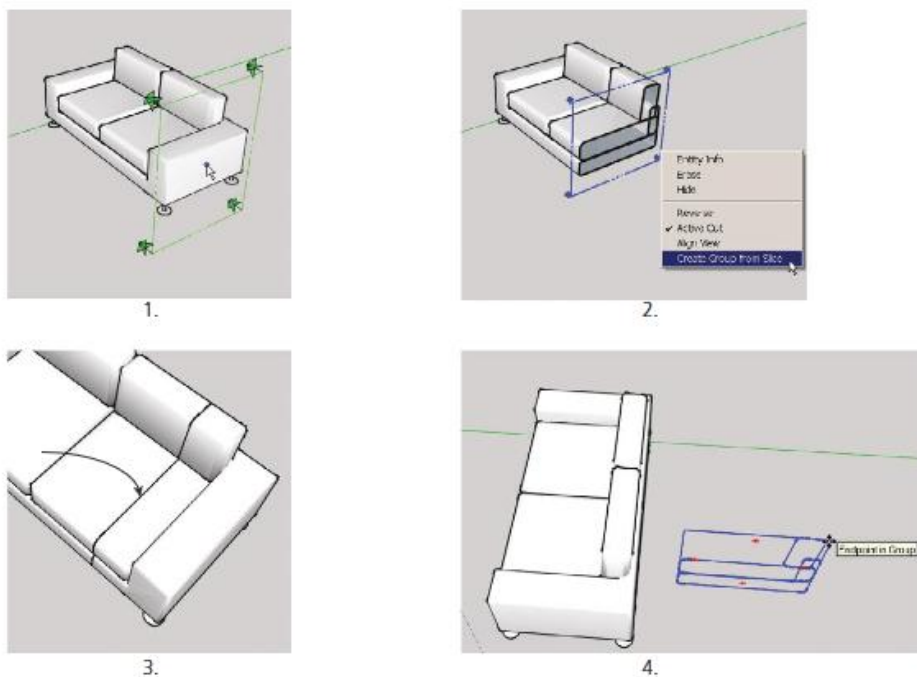 1.
2.
Entity Info
Erase
Hide
Reverse
Active Cut
Align View
Create Group from Slice
3.
4.
Endpoint in Group